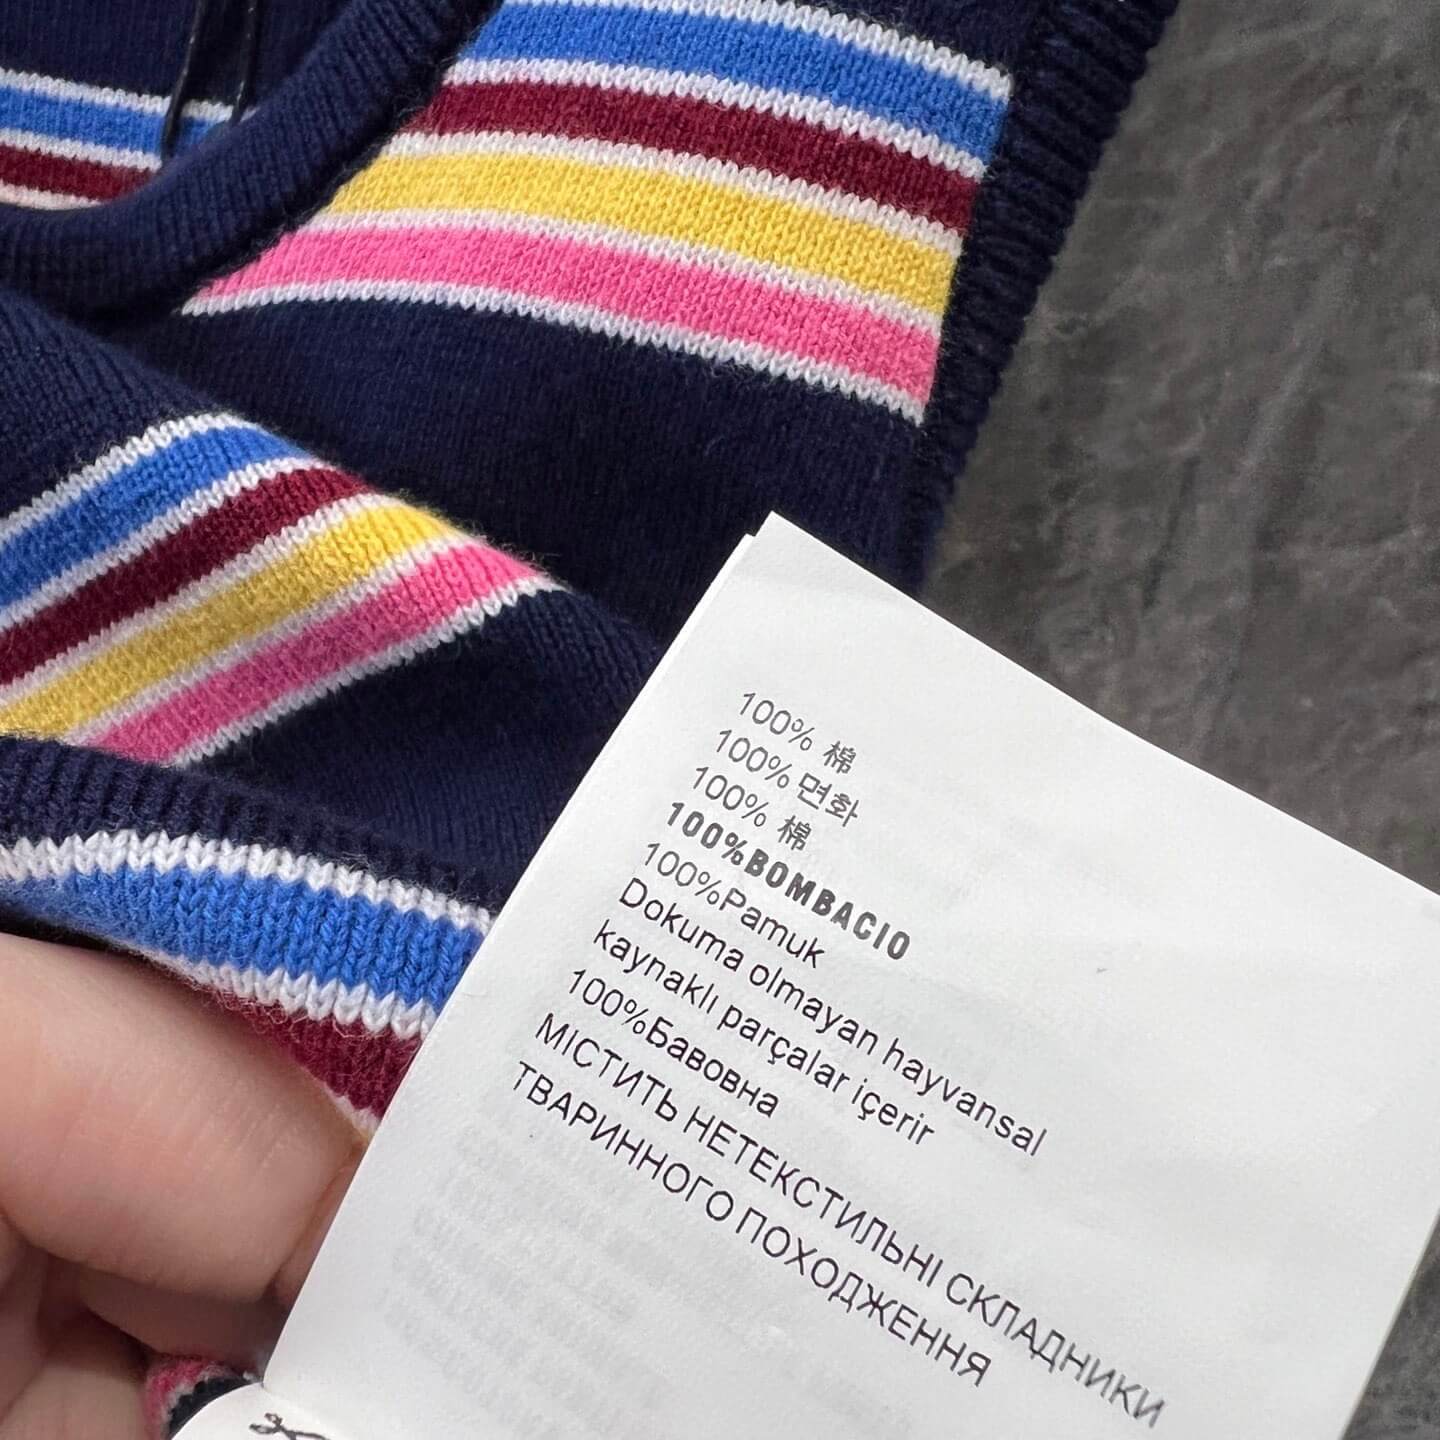 100% 棉
100% 면화
100% 棉
100%BOMBACIO
100%Pamuk
Dokuma olmayan hayvansal
kaynaklı parçalar içerir
100%Бавовна
МІСТИТЬ НЕТЕКСТИЛЬНІ СКЛАДНИКИ
ТВАРИННОГО ПОХОДЖЕННЯ